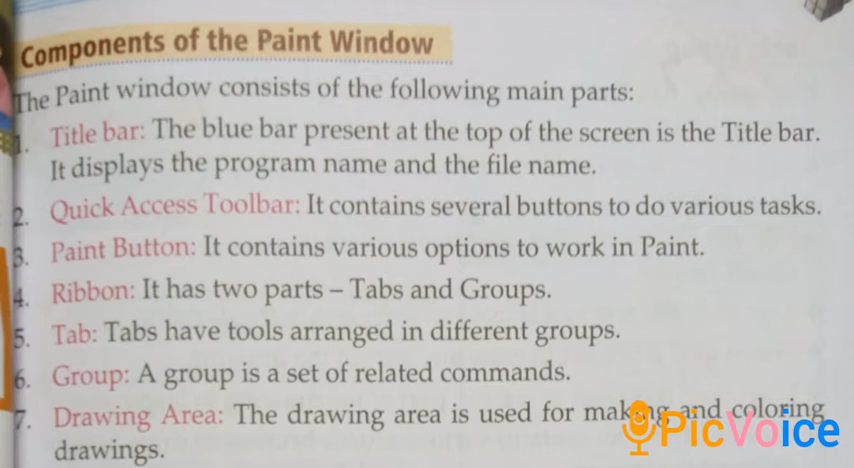 Components of the Paint Window
The Paint window consists of the following main parts:
1. Title bar: The blue bar present at the top of the screen is the Title bar.
It displays the program name and the file name.
2. Quick Access Toolbar: It contains several buttons to do various tasks.
3. Paint Button: It contains various options to work in Paint.
4. Ribbon: It has two parts – Tabs and Groups.
5. Tab: Tabs have tools arranged in different groups.
6. Group: A group is a set of related commands.
7. Drawing Area: The drawing area is used for making and coloring
drawings.
PicVoice